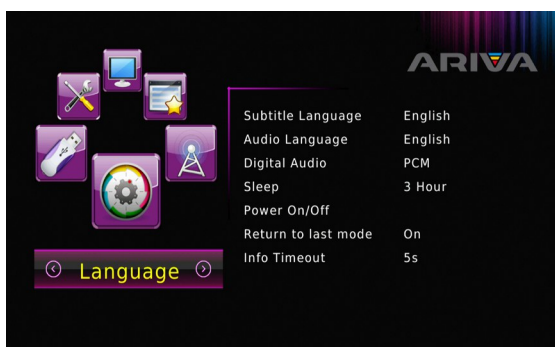 ARIVA
Subtitle Language English
Audio Language English
Digital Audio PCM
Sleep 3 Hour
Power On/Off
Return to last mode On
Info Timeout 5s
Language